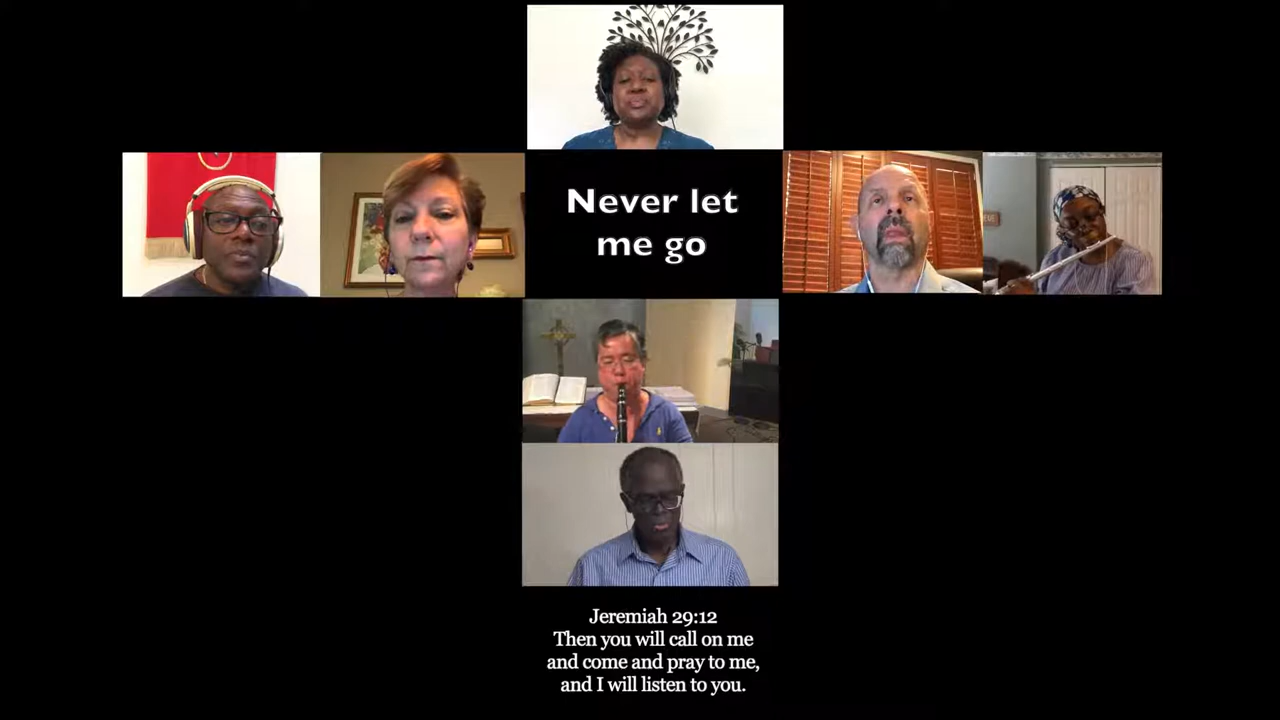 Never let
me go
Jeremiah 29:12
Then you will call on me
and come and pray to me,
and I will listen to you.